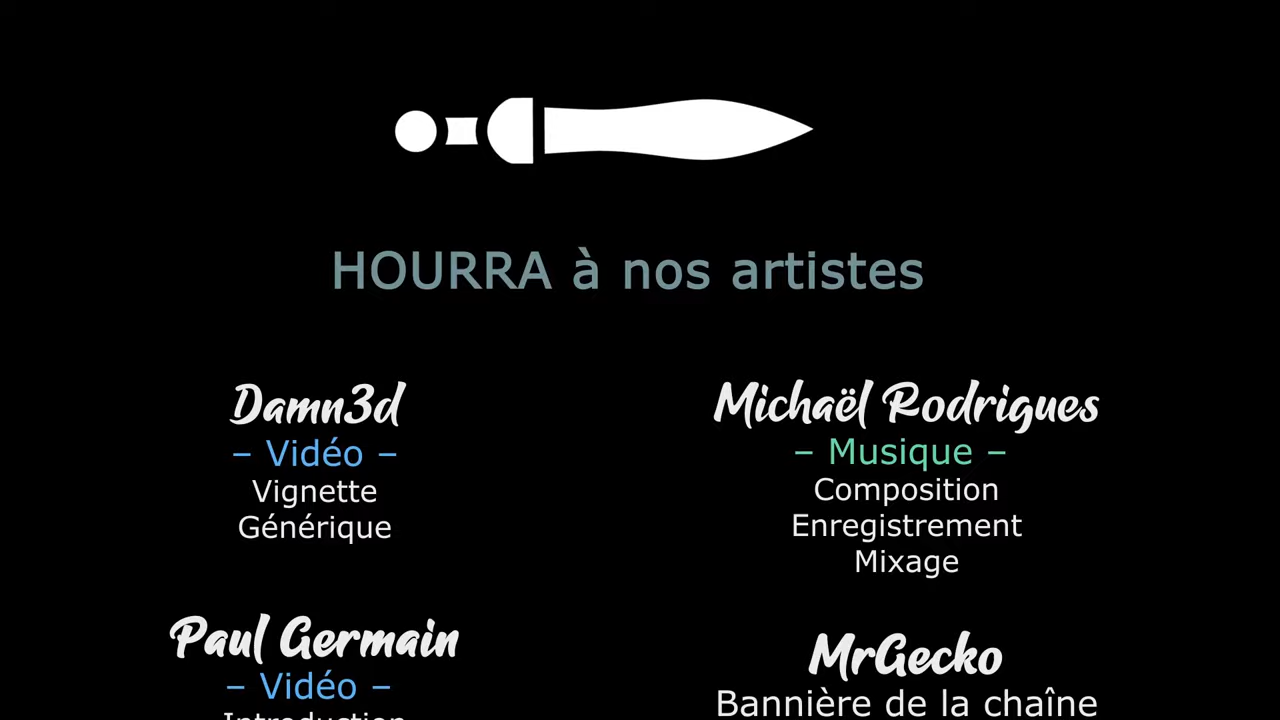 HOURRA à nos artistes
Damn3d
– Vidéo –
Vignette
Générique
Michaël Rodrigues
– Musique –
Composition
Enregistrement
Mixage
Paul Germain
– Vidéo –
Introduction
MrGecko
Bannière de la chaîne